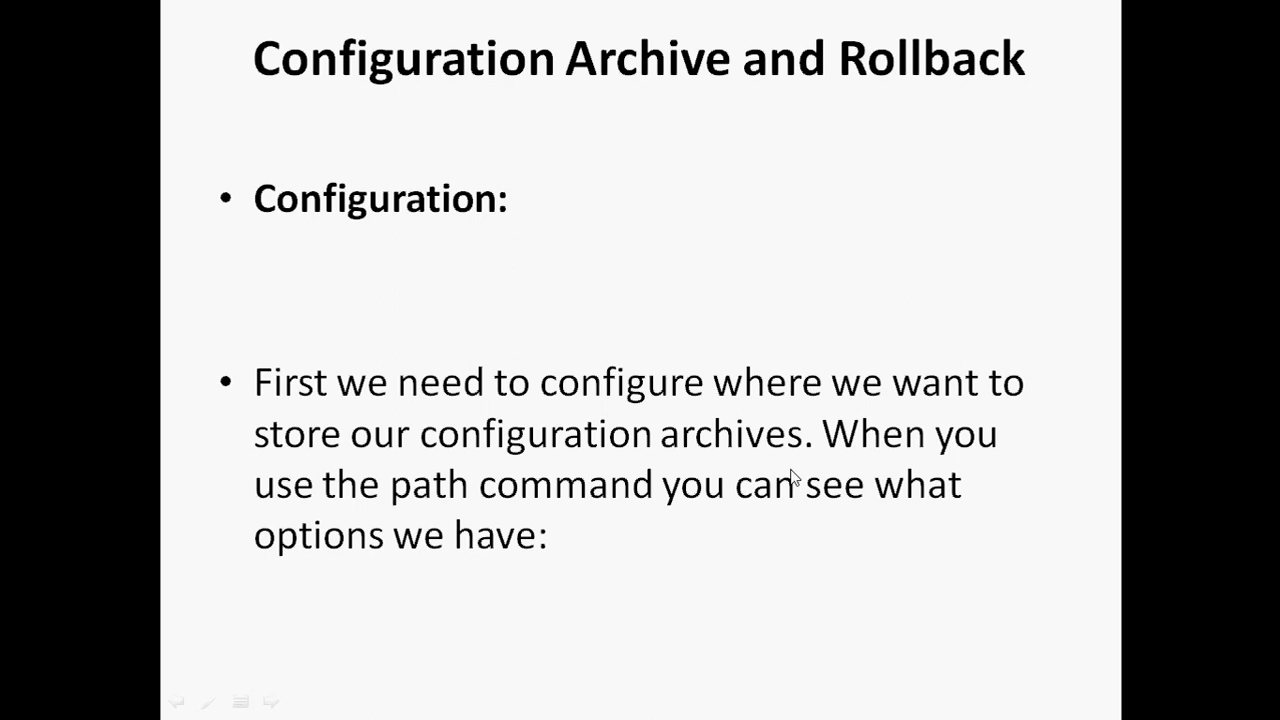 Configuration Archive and Rollback
• Configuration:
• First we need to configure where we want to
store our configuration archives. When you
use the path command you can see what
options we have: